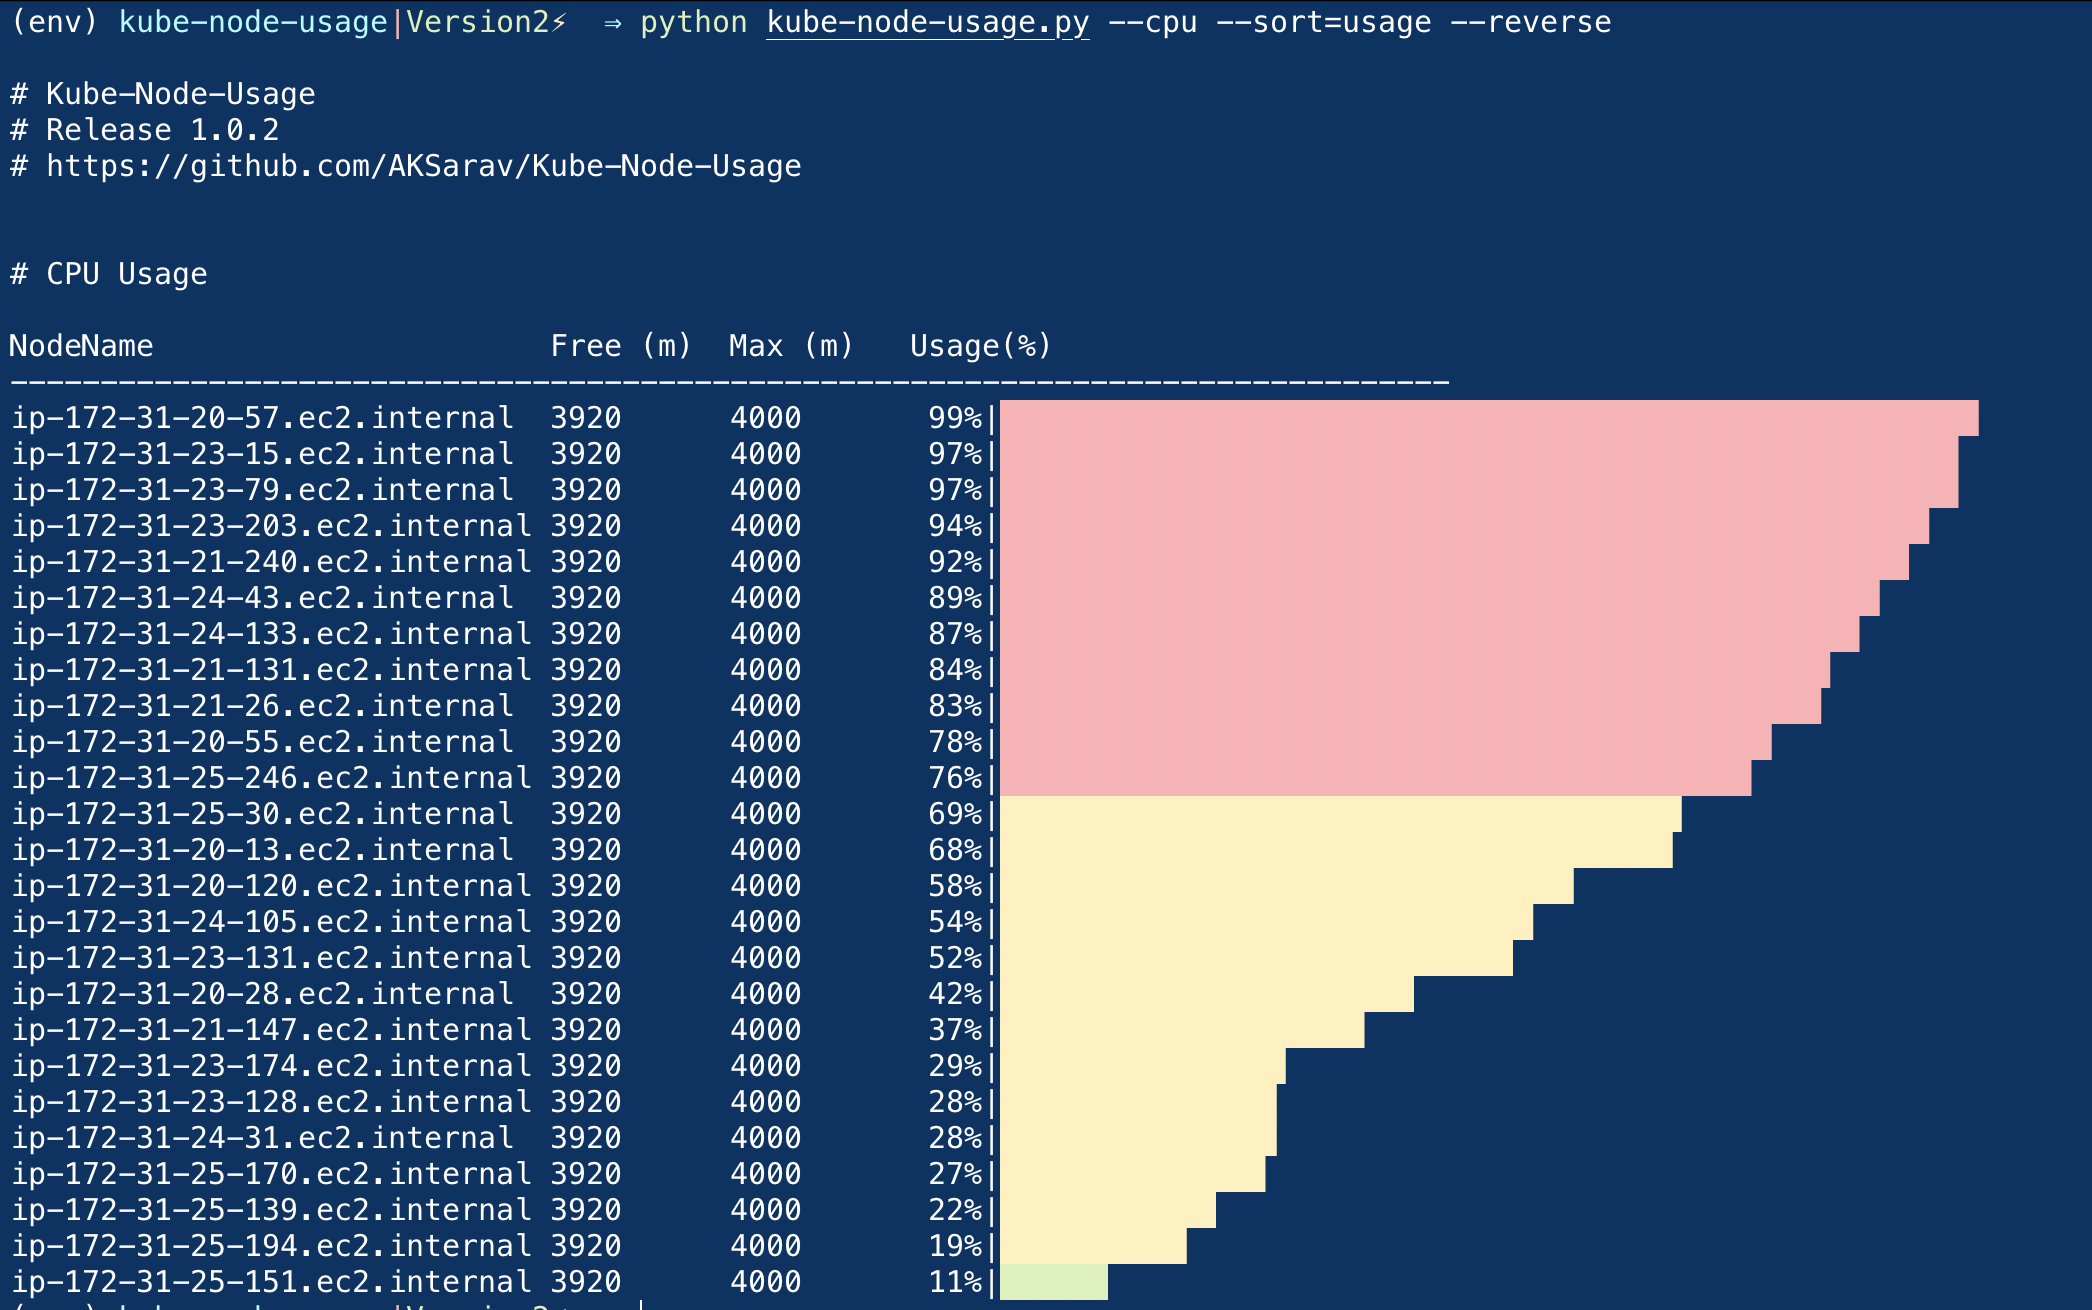 (env) kube-node-usage|Version2⚡ ⇒ python kube-node-usage.py --cpu --sort=usage --reverse
# Kube-Node-Usage
# Release 1.0.2
# https://github.com/AKSarav/Kube-Node-Usage
# CPU Usage
NodeName Free (m) Max (m) Usage(%)
--------------------------------------------------------------------------------
ip-172-31-20-57.ec2.internal 3920 4000 99%|
ip-172-31-23-15.ec2.internal 3920 4000 97%|
ip-172-31-23-79.ec2.internal 3920 4000 97%|
ip-172-31-23-203.ec2.internal 3920 4000 94%|
ip-172-31-21-240.ec2.internal 3920 4000 92%|
ip-172-31-24-43.ec2.internal 3920 4000 89%|
ip-172-31-24-133.ec2.internal 3920 4000 87%|
ip-172-31-21-131.ec2.internal 3920 4000 84%|
ip-172-31-21-26.ec2.internal 3920 4000 83%|
ip-172-31-20-55.ec2.internal 3920 4000 78%|
ip-172-31-25-246.ec2.internal 3920 4000 76%|
ip-172-31-25-30.ec2.internal 3920 4000 69%|
ip-172-31-20-13.ec2.internal 3920 4000 68%|
ip-172-31-20-120.ec2.internal 3920 4000 58%|
ip-172-31-24-105.ec2.internal 3920 4000 54%|
ip-172-31-23-131.ec2.internal 3920 4000 52%|
ip-172-31-20-28.ec2.internal 3920 4000 42%|
ip-172-31-21-147.ec2.internal 3920 4000 37%|
ip-172-31-23-174.ec2.internal 3920 4000 29%|
ip-172-31-23-128.ec2.internal 3920 4000 28%|
ip-172-31-24-31.ec2.internal 3920 4000 28%|
ip-172-31-25-170.ec2.internal 3920 4000 27%|
ip-172-31-25-139.ec2.internal 3920 4000 22%|
ip-172-31-25-194.ec2.internal 3920 4000 19%|
ip-172-31-25-151.ec2.internal 3920 4000 11%|